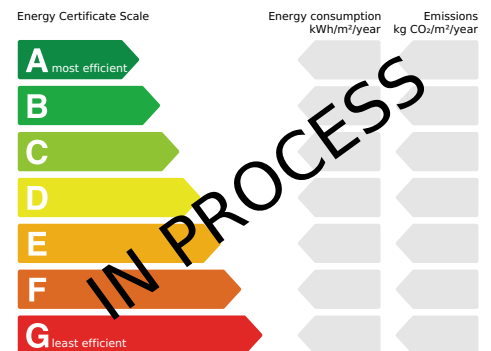 Energy Certificate Scale
Energy consumption
kWh/m²/year
Emissions
kg CO₂/m²/year
A most efficient
B
C
D
E
F
G least efficient
IN PROCESS